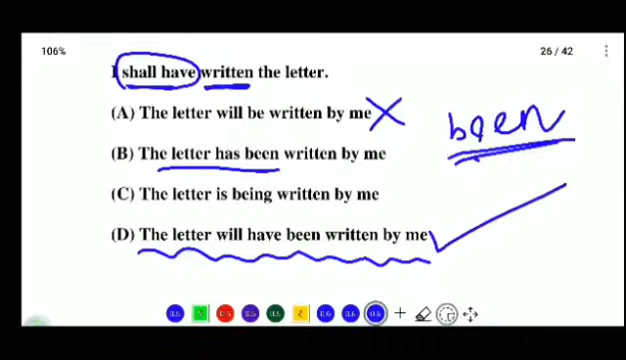 106%
26 / 42
I shall have written the letter.
(A) The letter will be written by me
been
(B) The letter has been written by me
(C) The letter is being written by me
(D) The letter will have been written by me